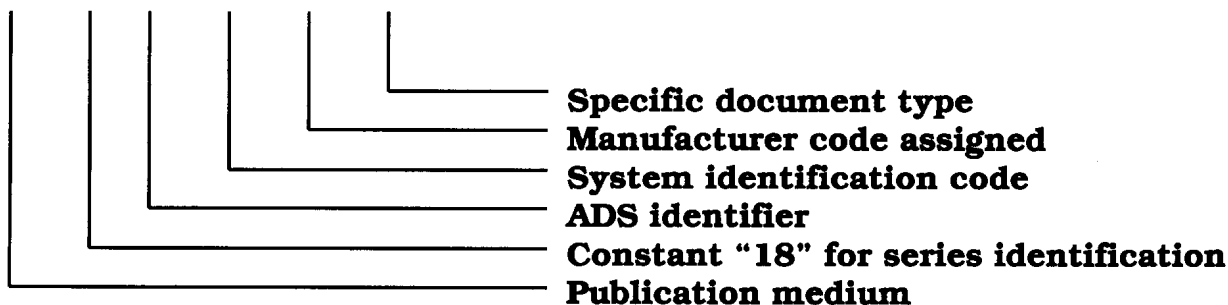 Specific document type
Manufacturer code assigned
System identification code
ADS identifier
Constant “18” for series identification
Publication medium